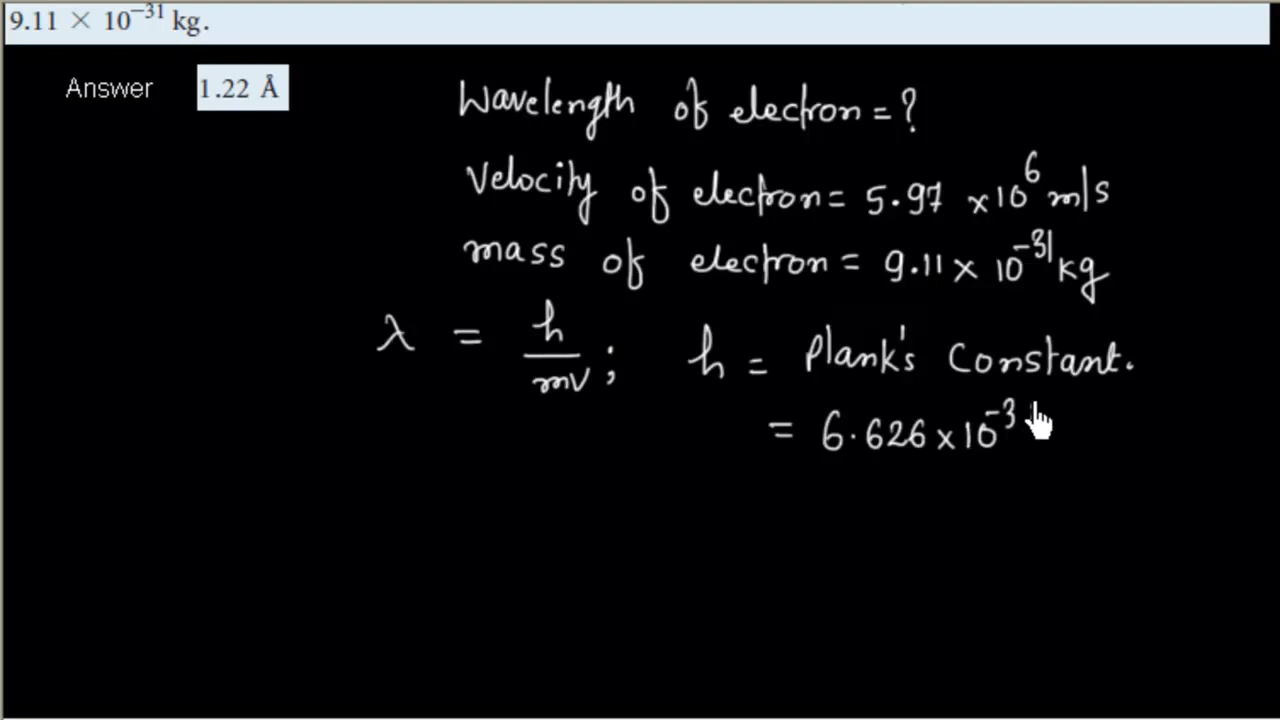 9.11 × 10⁻³¹ kg.
Answer 1.22 Å
Wavelength of electron = ?
Velocity of electron = 5.97 × 10⁶ m/s
mass of electron = 9.11 × 10⁻³¹ kg
λ = h/mv; h = Plank's Constant.
= 6.626 × 10⁻³